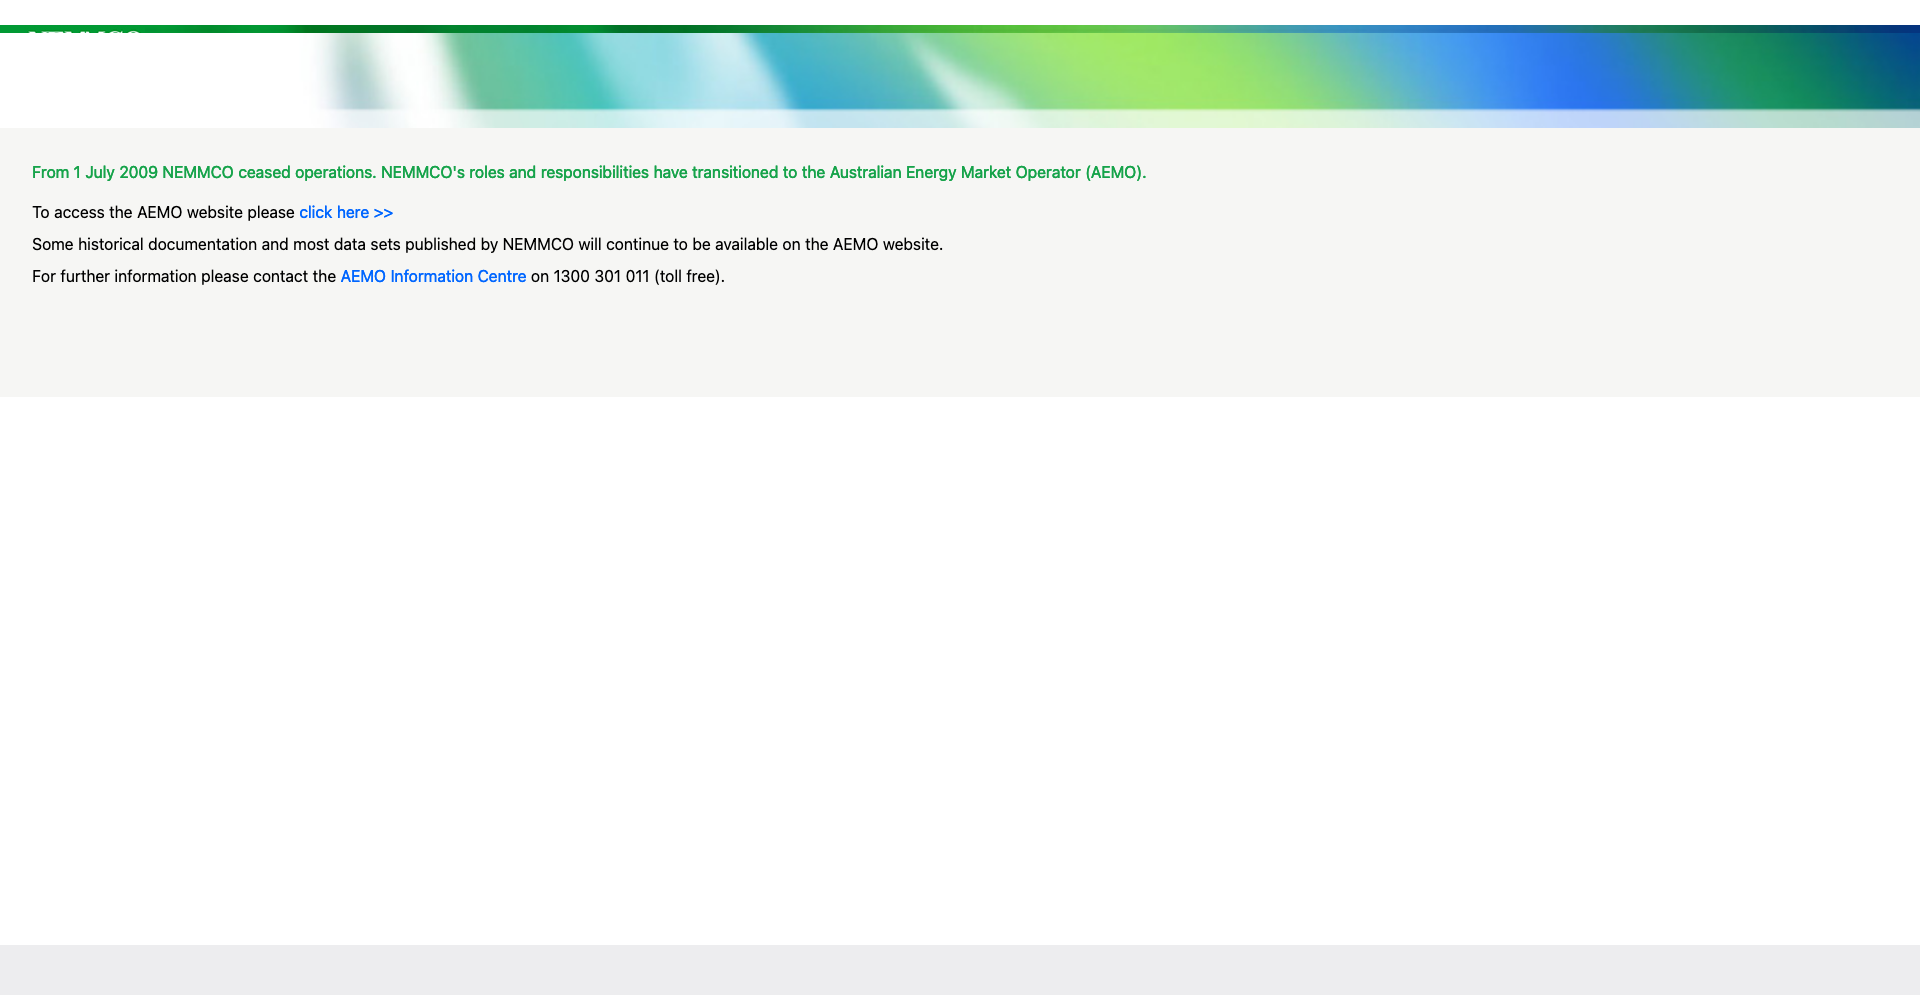 NEMMCO
From 1 July 2009 NEMMCO ceased operations. NEMMCO's roles and responsibilities have transitioned to the Australian Energy Market Operator (AEMO).
To access the AEMO website please click here >>
Some historical documentation and most data sets published by NEMMCO will continue to be available on the AEMO website.
For further information please contact the AEMO Information Centre on 1300 301 011 (toll free).